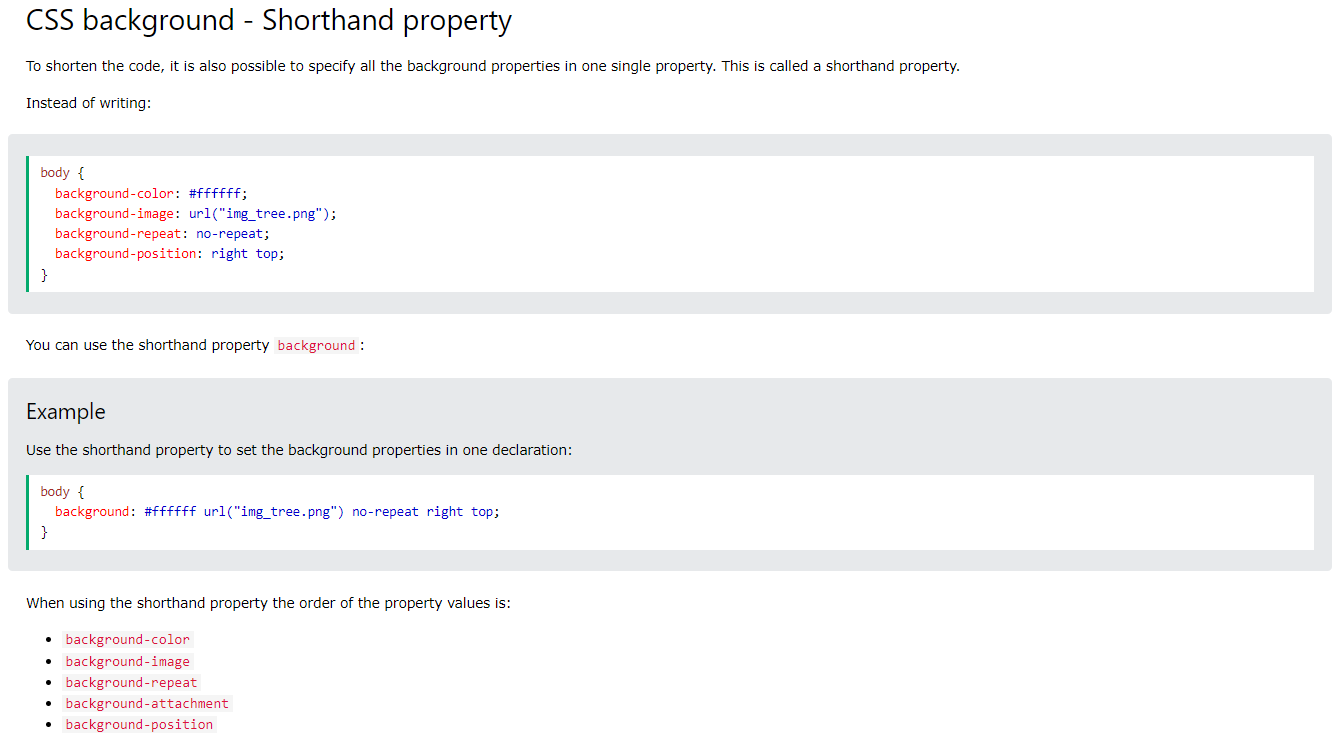 CSS background - Shorthand property
To shorten the code, it is also possible to specify all the background properties in one single property. This is called a shorthand property.
Instead of writing:
body {
  background-color: #ffffff;
  background-image: url("img_tree.png");
  background-repeat: no-repeat;
  background-position: right top;
}
You can use the shorthand property background:
Example
Use the shorthand property to set the background properties in one declaration:
body {
  background: #ffffff url("img_tree.png") no-repeat right top;
}
When using the shorthand property the order of the property values is:
• background-color
• background-image
• background-repeat
• background-attachment
• background-position